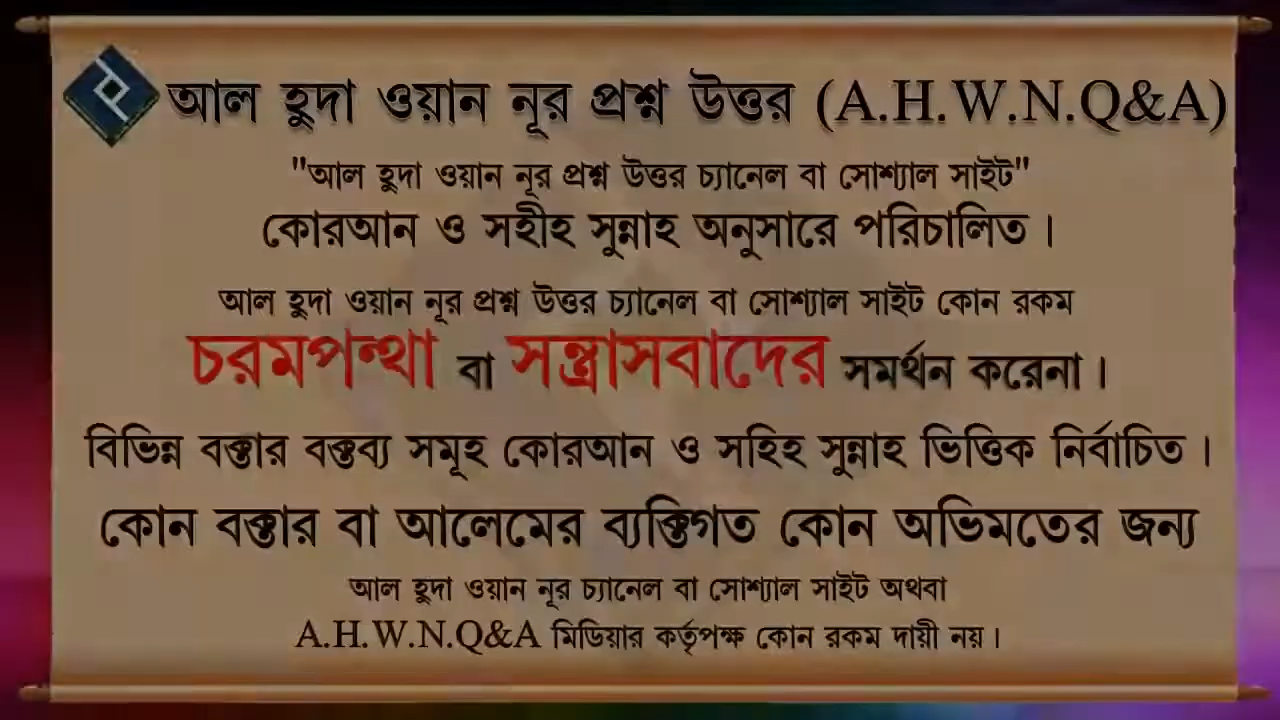 আল হুদা ওয়ান নূর প্রশ্ন উত্তর (A.H.W.N.Q&A)
"আল হুদা ওয়ান নূর প্রশ্ন উত্তর চ্যানেল বা সোশ্যাল সাইট"
কোরআন ও সহীহ সুন্নাহ অনুসারে পরিচালিত ।
আল হুদা ওয়ান নূর প্রশ্ন উত্তর চ্যানেল বা সোশ্যাল সাইট কোন রকম
চরমপন্থা বা সন্ত্রাসবাদের সমর্থন করেনা ।
বিভিন্ন বক্তার বক্তব্য সমূহ কোরআন ও সহিহ সুন্নাহ ভিত্তিক নির্বাচিত ।
কোন বক্তার বা আলেমের ব্যক্তিগত কোন অভিমতের জন্য
আল হুদা ওয়ান নূর চ্যানেল বা সোশ্যাল সাইট অথবা
A.H.W.N.Q&A মিডিয়ার কর্তৃপক্ষ কোন রকম দায়ী নয় ।